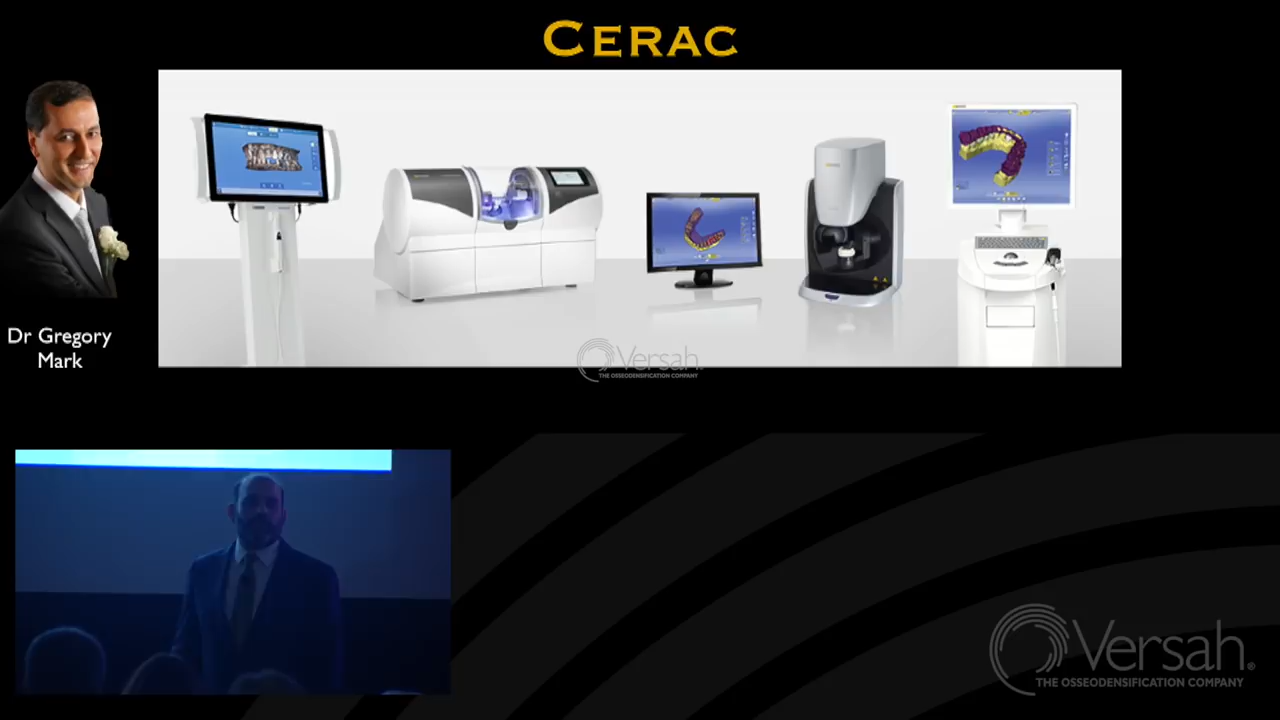 CERAC
Dr Gregory
Mark
Versah
THE OSSEODENSIFICATION COMPANY
Versah®
THE OSSEODENSIFICATION COMPANY